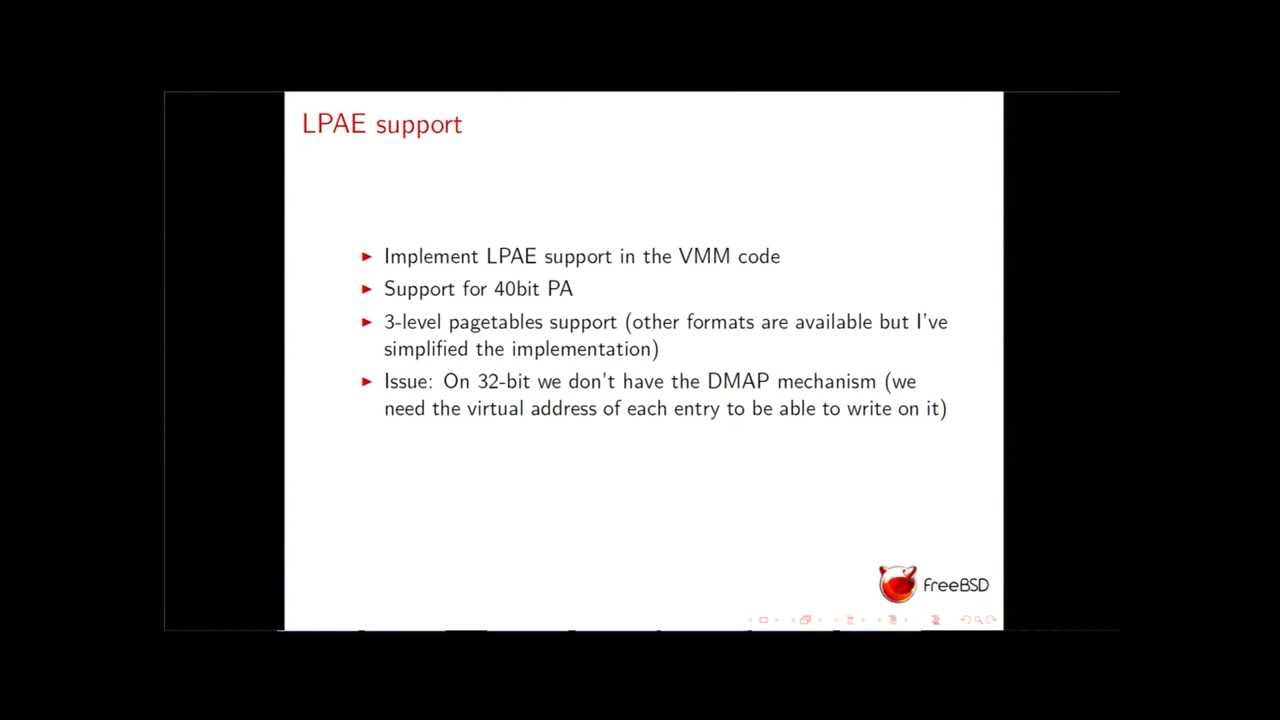 LPAE support
Implement LPAE support in the VMM code
Support for 40bit PA
3-level pagetables support (other formats are available but I've
simplified the implementation)
Issue: On 32-bit we don't have the DMAP mechanism (we
need the virtual address of each entry to be able to write on it)
FreeBSD